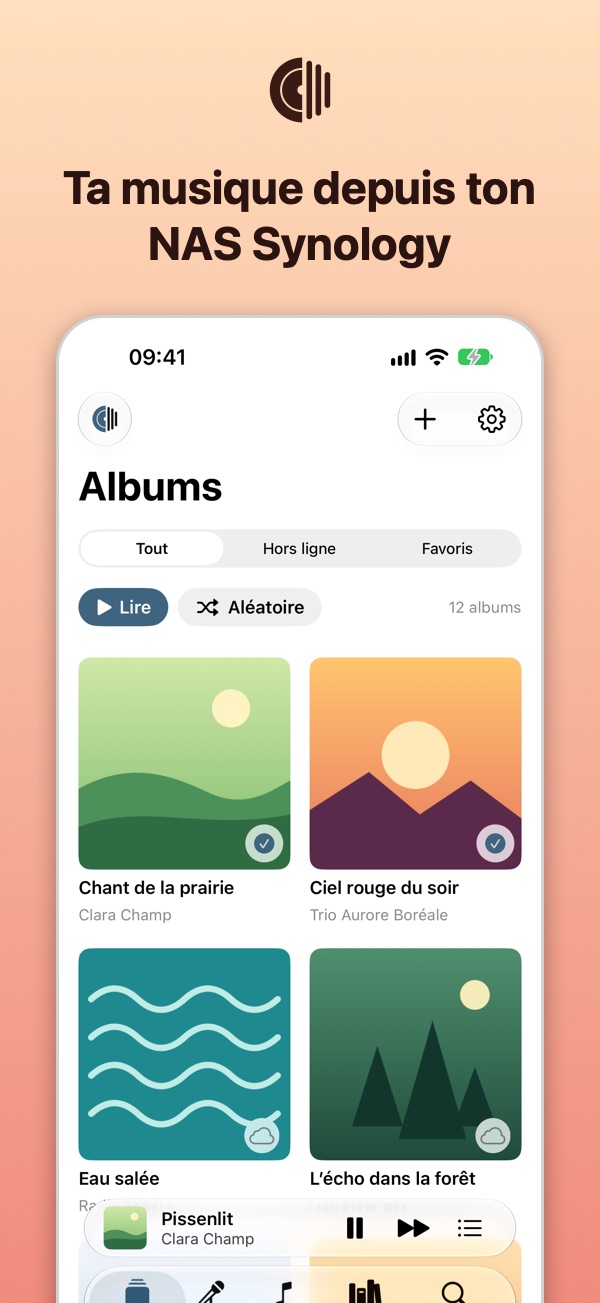 Ta musique depuis ton
NAS Synology
09:41
Albums
Tout
Hors ligne
Favoris
Lire
Aléatoire
12 albums
Chant de la prairie
Ciel rouge du soir
Clara Champ
Trio Aurore Boréale
Eau salée
L'écho dans la forêt
Pissenlit
Clara Champ